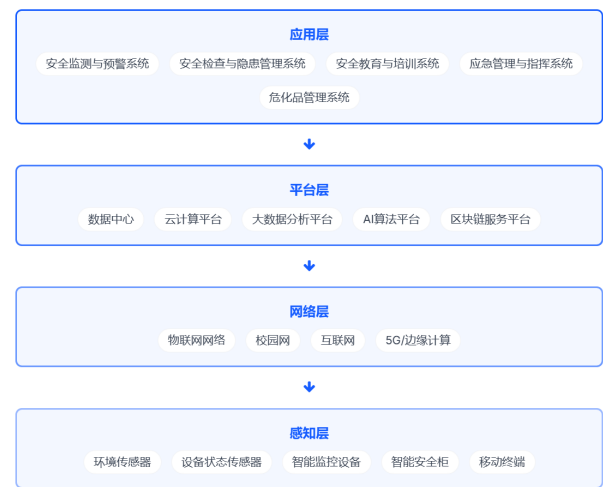 应用层
安全监测与预警系统 安全检查与隐患管理系统 安全教育与培训系统 应急管理与指挥系统
危化品管理系统
平台层
数据中心 云计算平台 大数据分析平台 AI算法平台 区块链服务平台
网络层
物联网网络 校园网 互联网 5G/边缘计算
感知层
环境传感器 设备状态传感器 智能监控设备 智能安全柜 移动终端